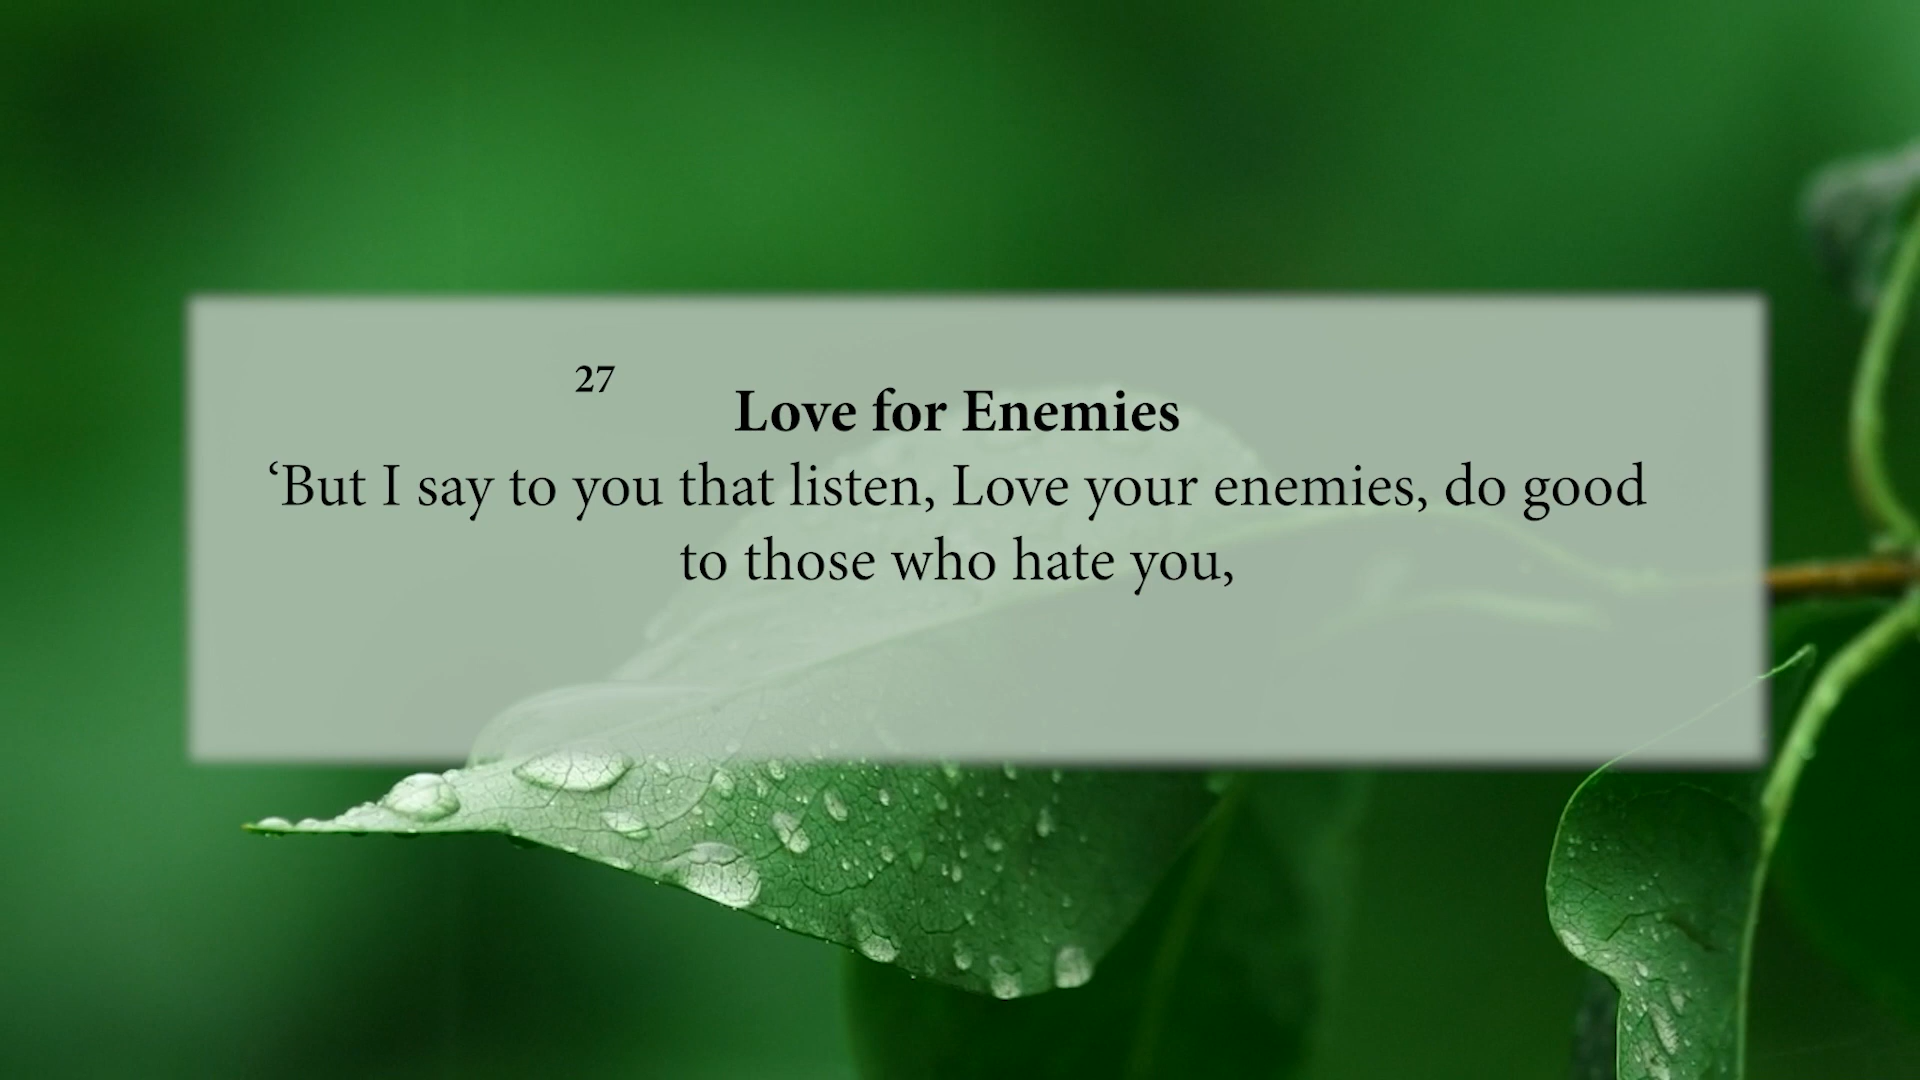 27 Love for Enemies
‘But I say to you that listen, Love your enemies, do good
to those who hate you,